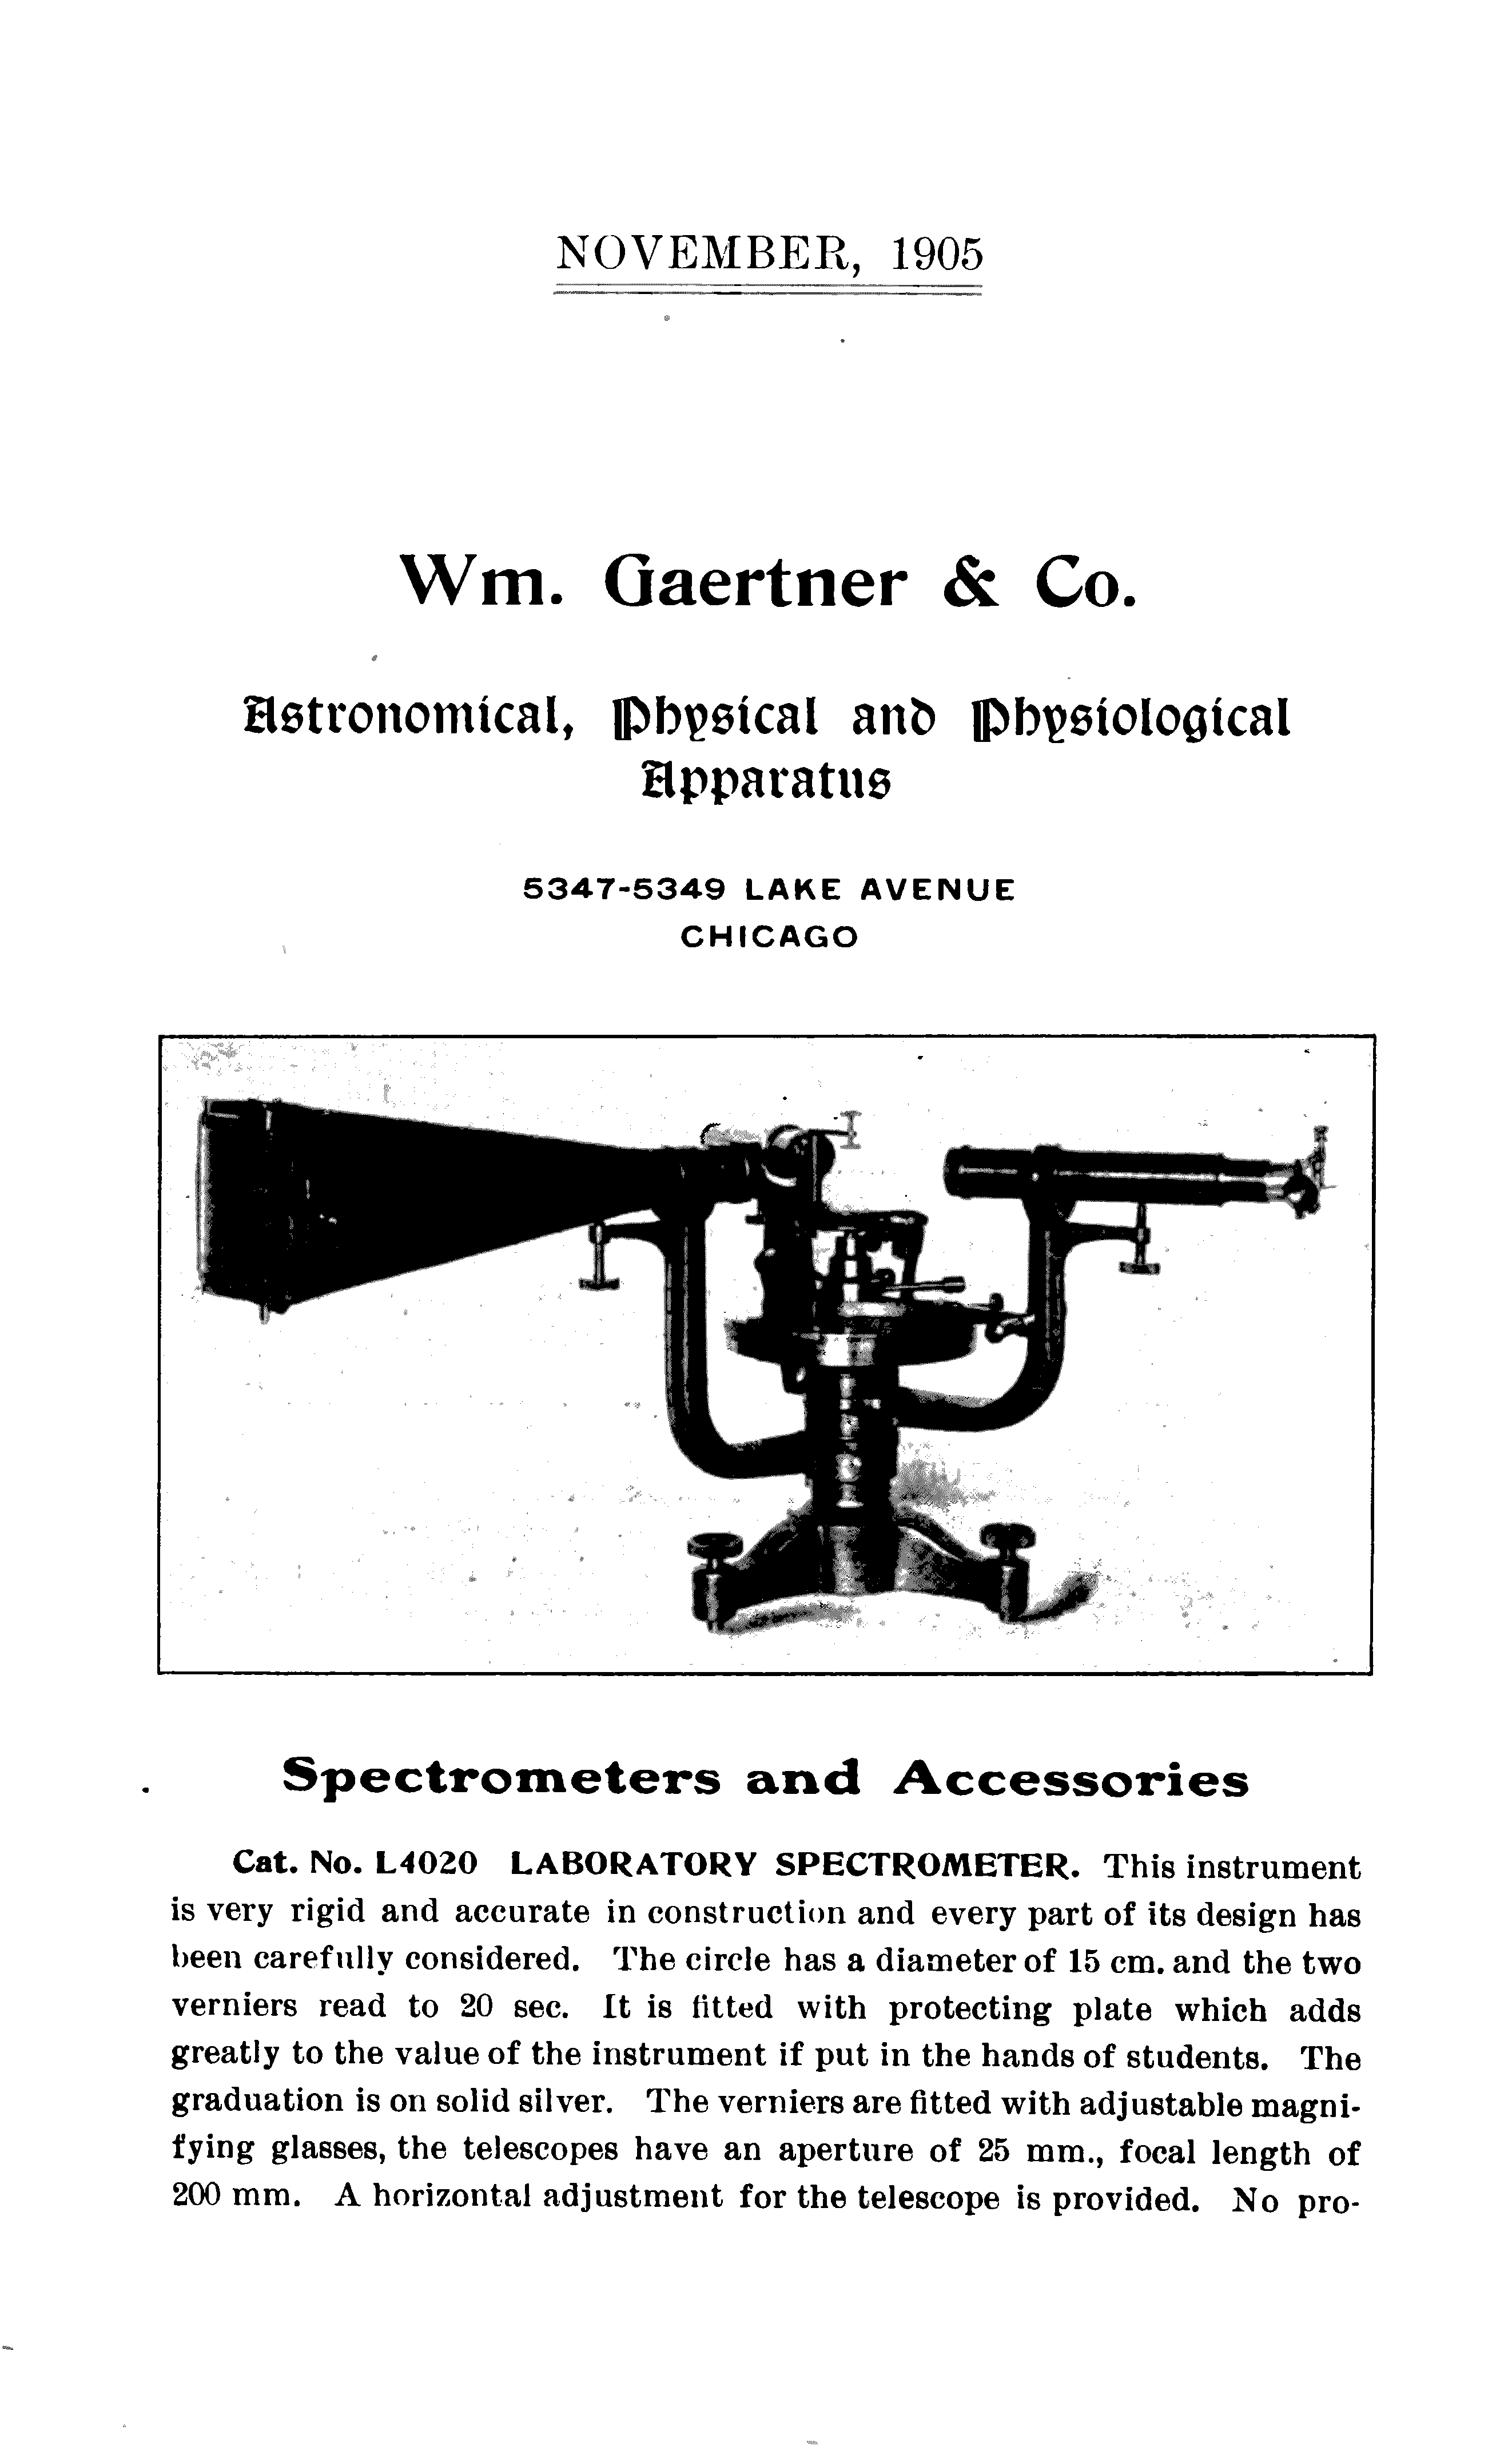 NOVEMBER, 1905
Wm. Gaertner & Co.
Astronomical, Physical and Physiological
Apparatus
5347-5349 LAKE AVENUE
CHICAGO
Spectrometers and Accessories
Cat. No. L4020 LABORATORY SPECTROMETER. This instrument
is very rigid and accurate in construction and every part of its design has
been carefully considered. The circle has a diameter of 15 cm. and the two
verniers read to 20 sec. It is fitted with protecting plate which adds
greatly to the value of the instrument if put in the hands of students. The
graduation is on solid silver. The verniers are fitted with adjustable magni-
fying glasses, the telescopes have an aperture of 25 mm., focal length of
200 mm. A horizontal adjustment for the telescope is provided. No pro-